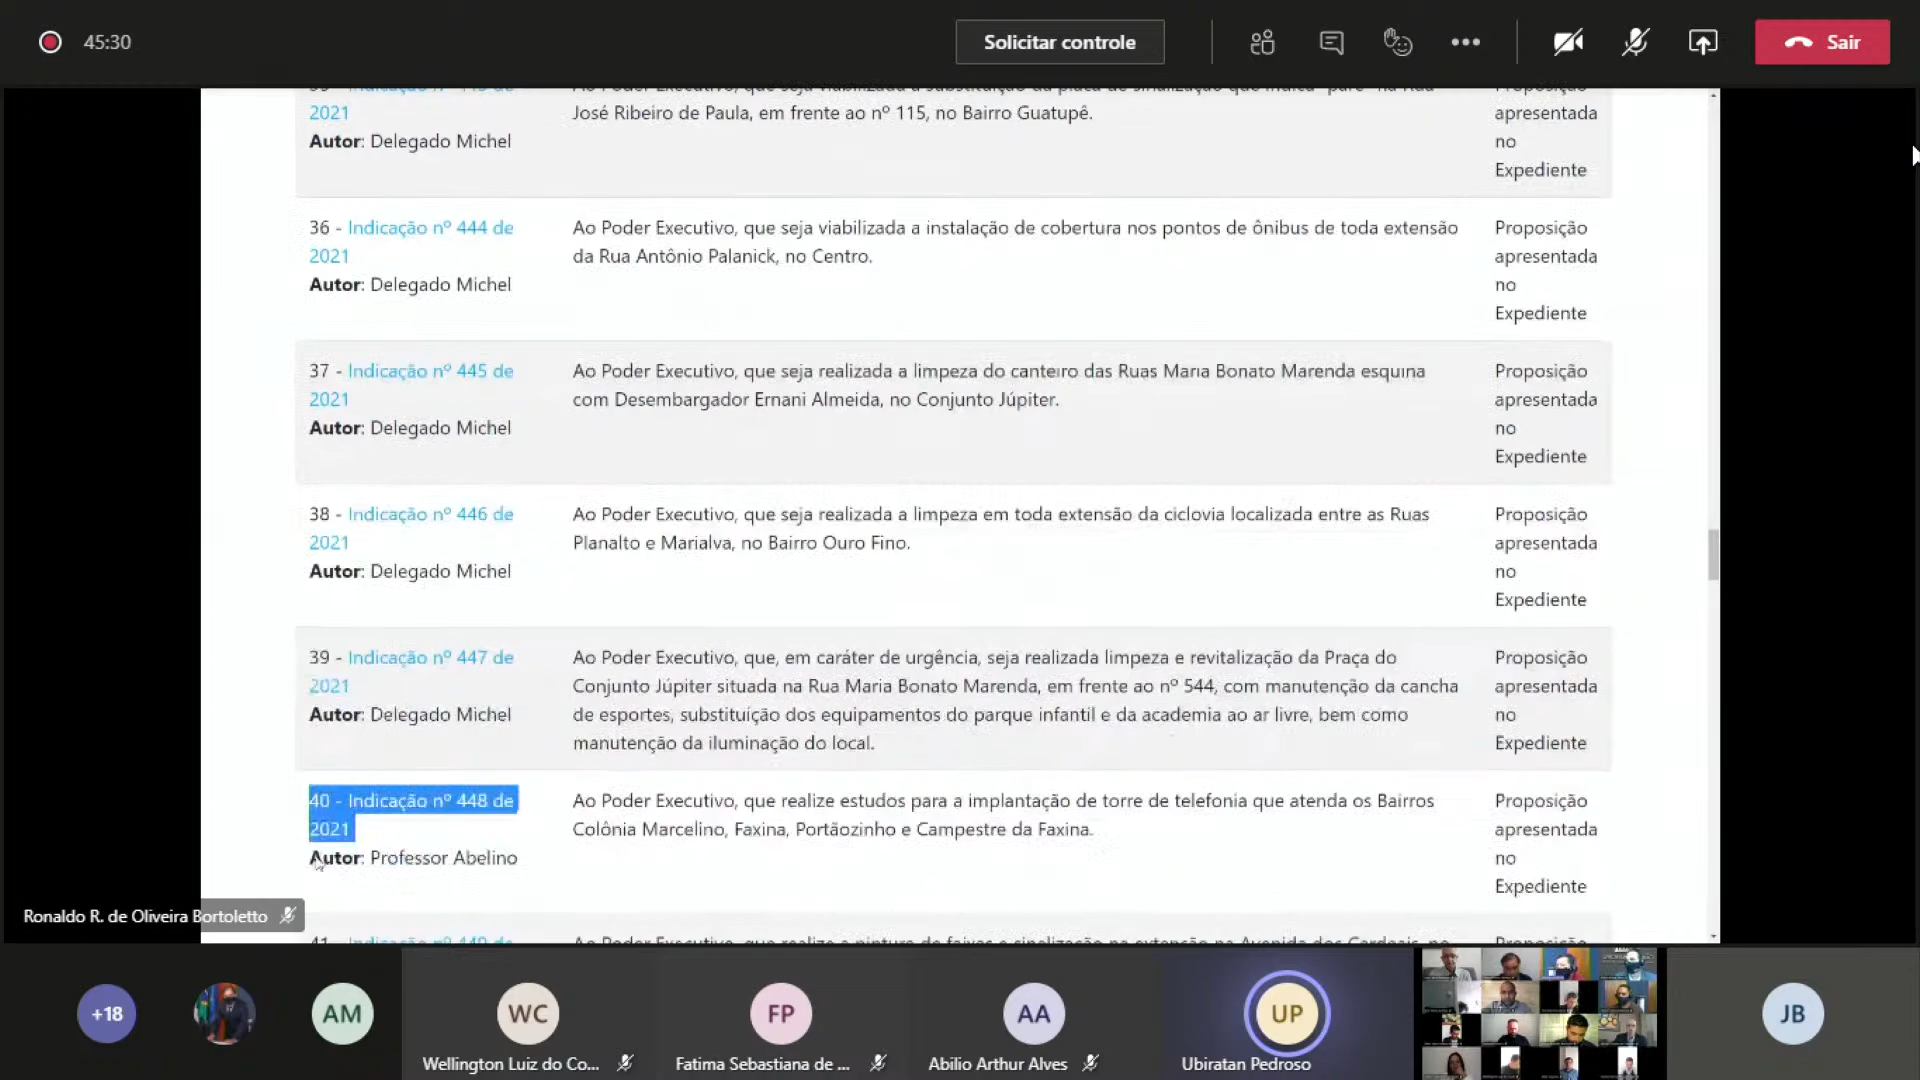 45:30
Solicitar controle
Sair
2021
José Ribeiro de Paula, em frente ao nº 115, no Bairro Guatupê.
apresentada
Autor: Delegado Michel
no
Expediente
36 - Indicação nº 444 de
Ao Poder Executivo, que seja viabilizada a instalação de cobertura nos pontos de ônibus de toda extensão
Proposição
2021
da Rua Antônio Palanick, no Centro.
apresentada
Autor: Delegado Michel
no
Expediente
37 - Indicação nº 445 de
Ao Poder Executivo, que seja realizada a limpeza do canteiro das Ruas Maria Bonato Marenda esquina
Proposição
2021
com Desembargador Ernani Almeida, no Conjunto Júpiter.
apresentada
Autor: Delegado Michel
no
Expediente
38 - Indicação nº 446 de
Ao Poder Executivo, que seja realizada a limpeza em toda extensão da ciclovia localizada entre as Ruas
Proposição
2021
Planalto e Marialva, no Bairro Ouro Fino.
apresentada
Autor: Delegado Michel
no
Expediente
39 - Indicação nº 447 de
Ao Poder Executivo, que, em caráter de urgência, seja realizada limpeza e revitalização da Praça do
Proposição
2021
Conjunto Júpiter situada na Rua Maria Bonato Marenda, em frente ao nº 544, com manutenção da cancha
apresentada
Autor: Delegado Michel
de esportes, substituição dos equipamentos do parque infantil e da academia ao ar livre, bem como
no
manutenção da iluminação do local.
Expediente
40 - Indicação nº 448 de
Ao Poder Executivo, que realize estudos para a implantação de torre de telefonia que atenda os Bairros
Proposição
2021
Colônia Marcelino, Faxina, Portãozinho e Campestre da Faxina.
apresentada
Autor: Professor Abelino
no
Expediente
Ronaldo R. de Oliveira Bortoletto
+18
AM
WC
FP
AA
UP
JB
Wellington Luiz do Co...
Fatima Sebastiana de ...
Abilio Arthur Alves
Ubiratan Pedroso